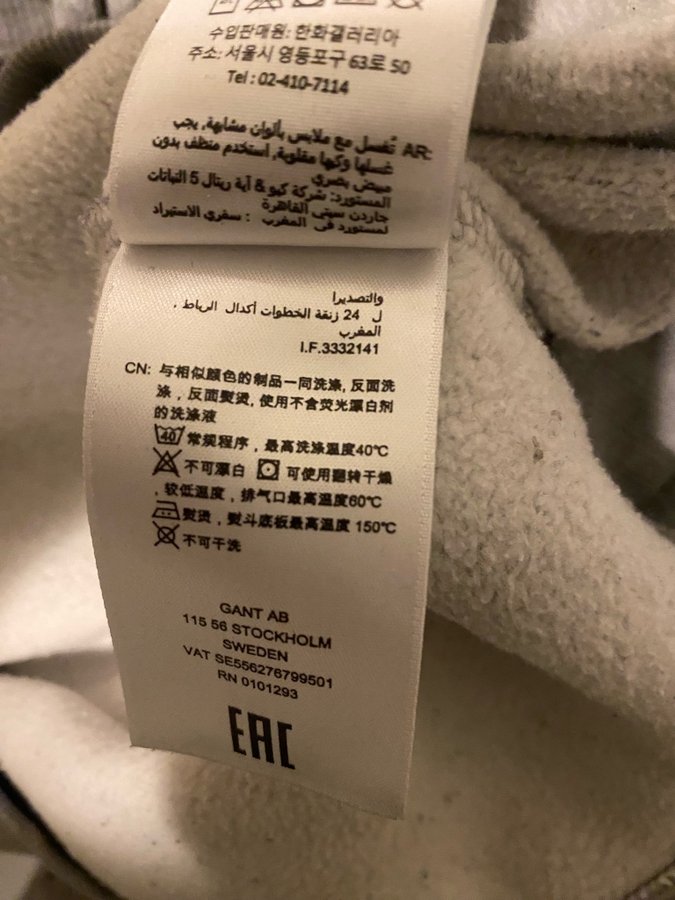 수입판매원: 한화갤러리아
주소: 서울시 영등포구 63로 50
Tel : 02-410-7114
AR: تُغسل مع ملابس بألوان مشابهة, يجب
غسلها وكها مقلوبة, استخدم منظف بدون
مبيض بصري
المستورد: شركة كيو & آية ريتال 5 النباتات
جاردن سيتي القاهرة
لمستورد في المغرب : سفري الاستيراد
والتصديرا
ل 24 زنقة الخطوات أكدال الرباط ,
المغرب
I.F.3332141
CN: 与相似颜色的制品一同洗涤, 反面洗
涤，反面熨烫, 使用不含荧光漂白剂
的洗涤液
40 常规程序，最高洗涤温度40℃
不可漂白 可使用翻转干燥
，较低温度，排气口最高温度60℃
熨烫，熨斗底板最高温度 150℃
不可干洗
GANT AB
115 56 STOCKHOLM
SWEDEN
VAT SE556276799501
RN 0101293
EAC